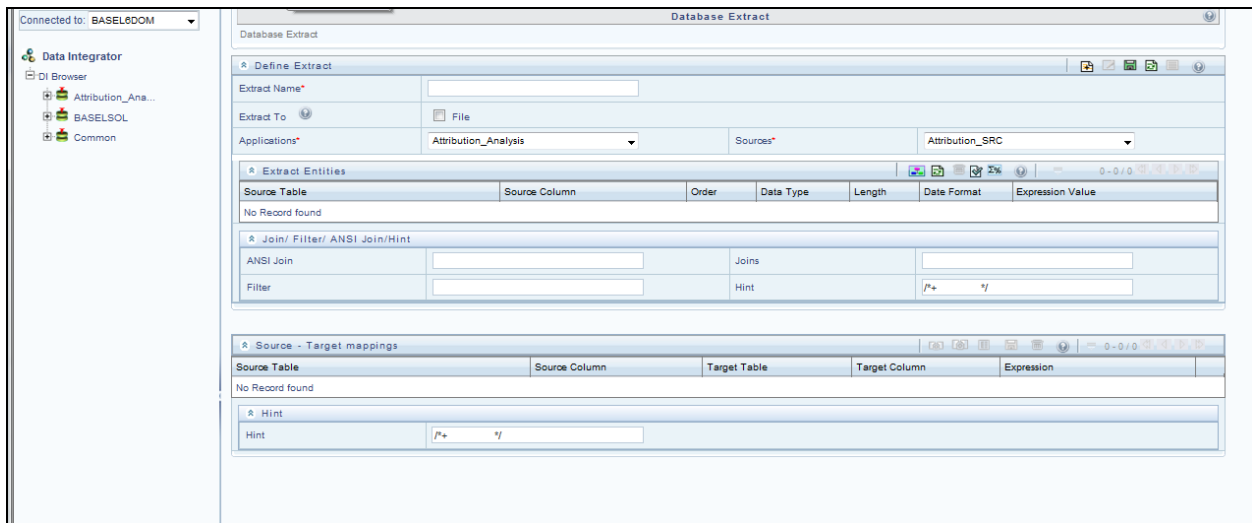 Connected to: BASEL6DOM
Data Integrator
DI Browser
Attribution_Ana...
BASELSOL
Common
Database Extract
Database Extract
Define Extract
Extract Name*
Extract To File
Applications* Attribution_Analysis Sources* Attribution_SRC
Extract Entities 0-0/0
Source Table Source Column Order Data Type Length Date Format Expression Value
No Record found
Join/ Filter/ ANSI Join/Hint
ANSI Join Joins
Filter Hint /*+ */
Source - Target mappings 0-0/0
Source Table Source Column Target Table Target Column Expression
No Record found
Hint
Hint /*+ */